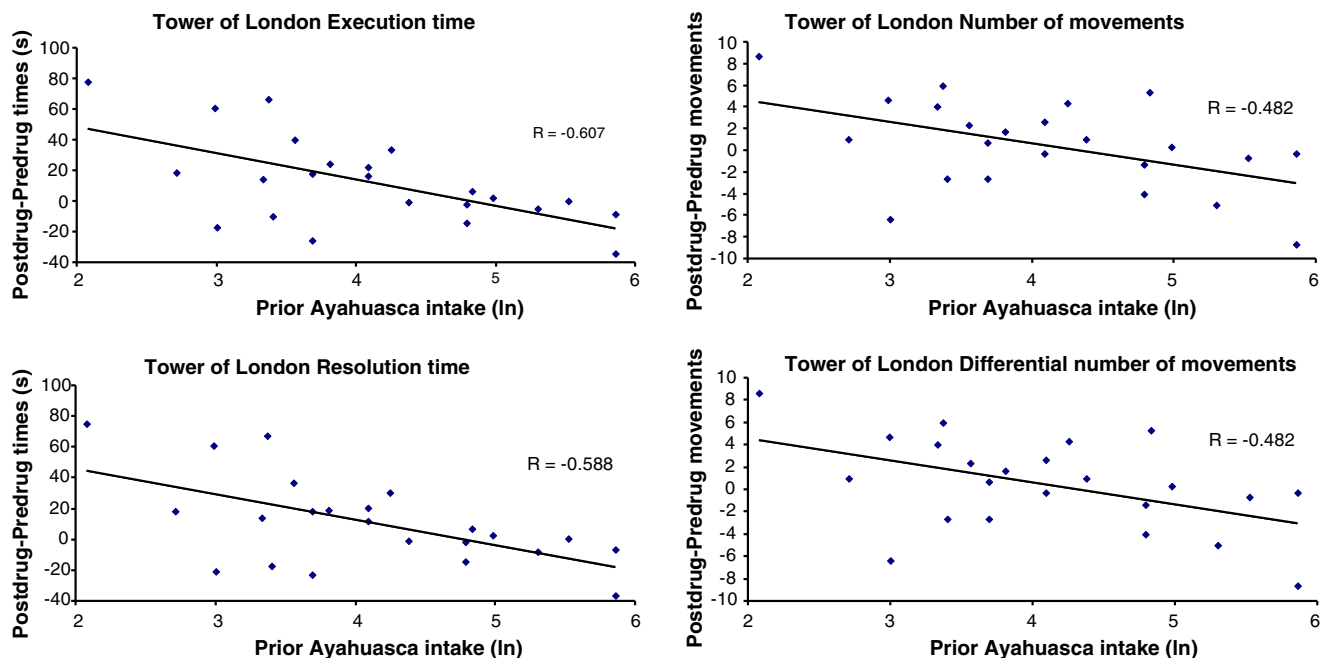 Tower of London Execution time
Postdrug-Predrug times (s)
100
80
60
40
20
0
-20
-40
R = -0.607
2 3 4 5 6
Prior Ayahuasca intake (ln)
Tower of London Number of movements
Postdrug-Predrug movements
10
8
6
4
2
0
-2
-4
-6
-8
-10
R = -0.482
2 3 4 5 6
Prior Ayahuasca intake (ln)
Tower of London Resolution time
Postdrug-Predrug times (s)
100
80
60
40
20
0
-20
-40
R = -0.588
2 3 4 5 6
Prior Ayahuasca intake (ln)
Tower of London Differential number of movements
Postdrug-Predrug movements
10
8
6
4
2
0
-2
-4
-6
-8
-10
R = -0.482
2 3 4 5 6
Prior Ayahuasca intake (ln)